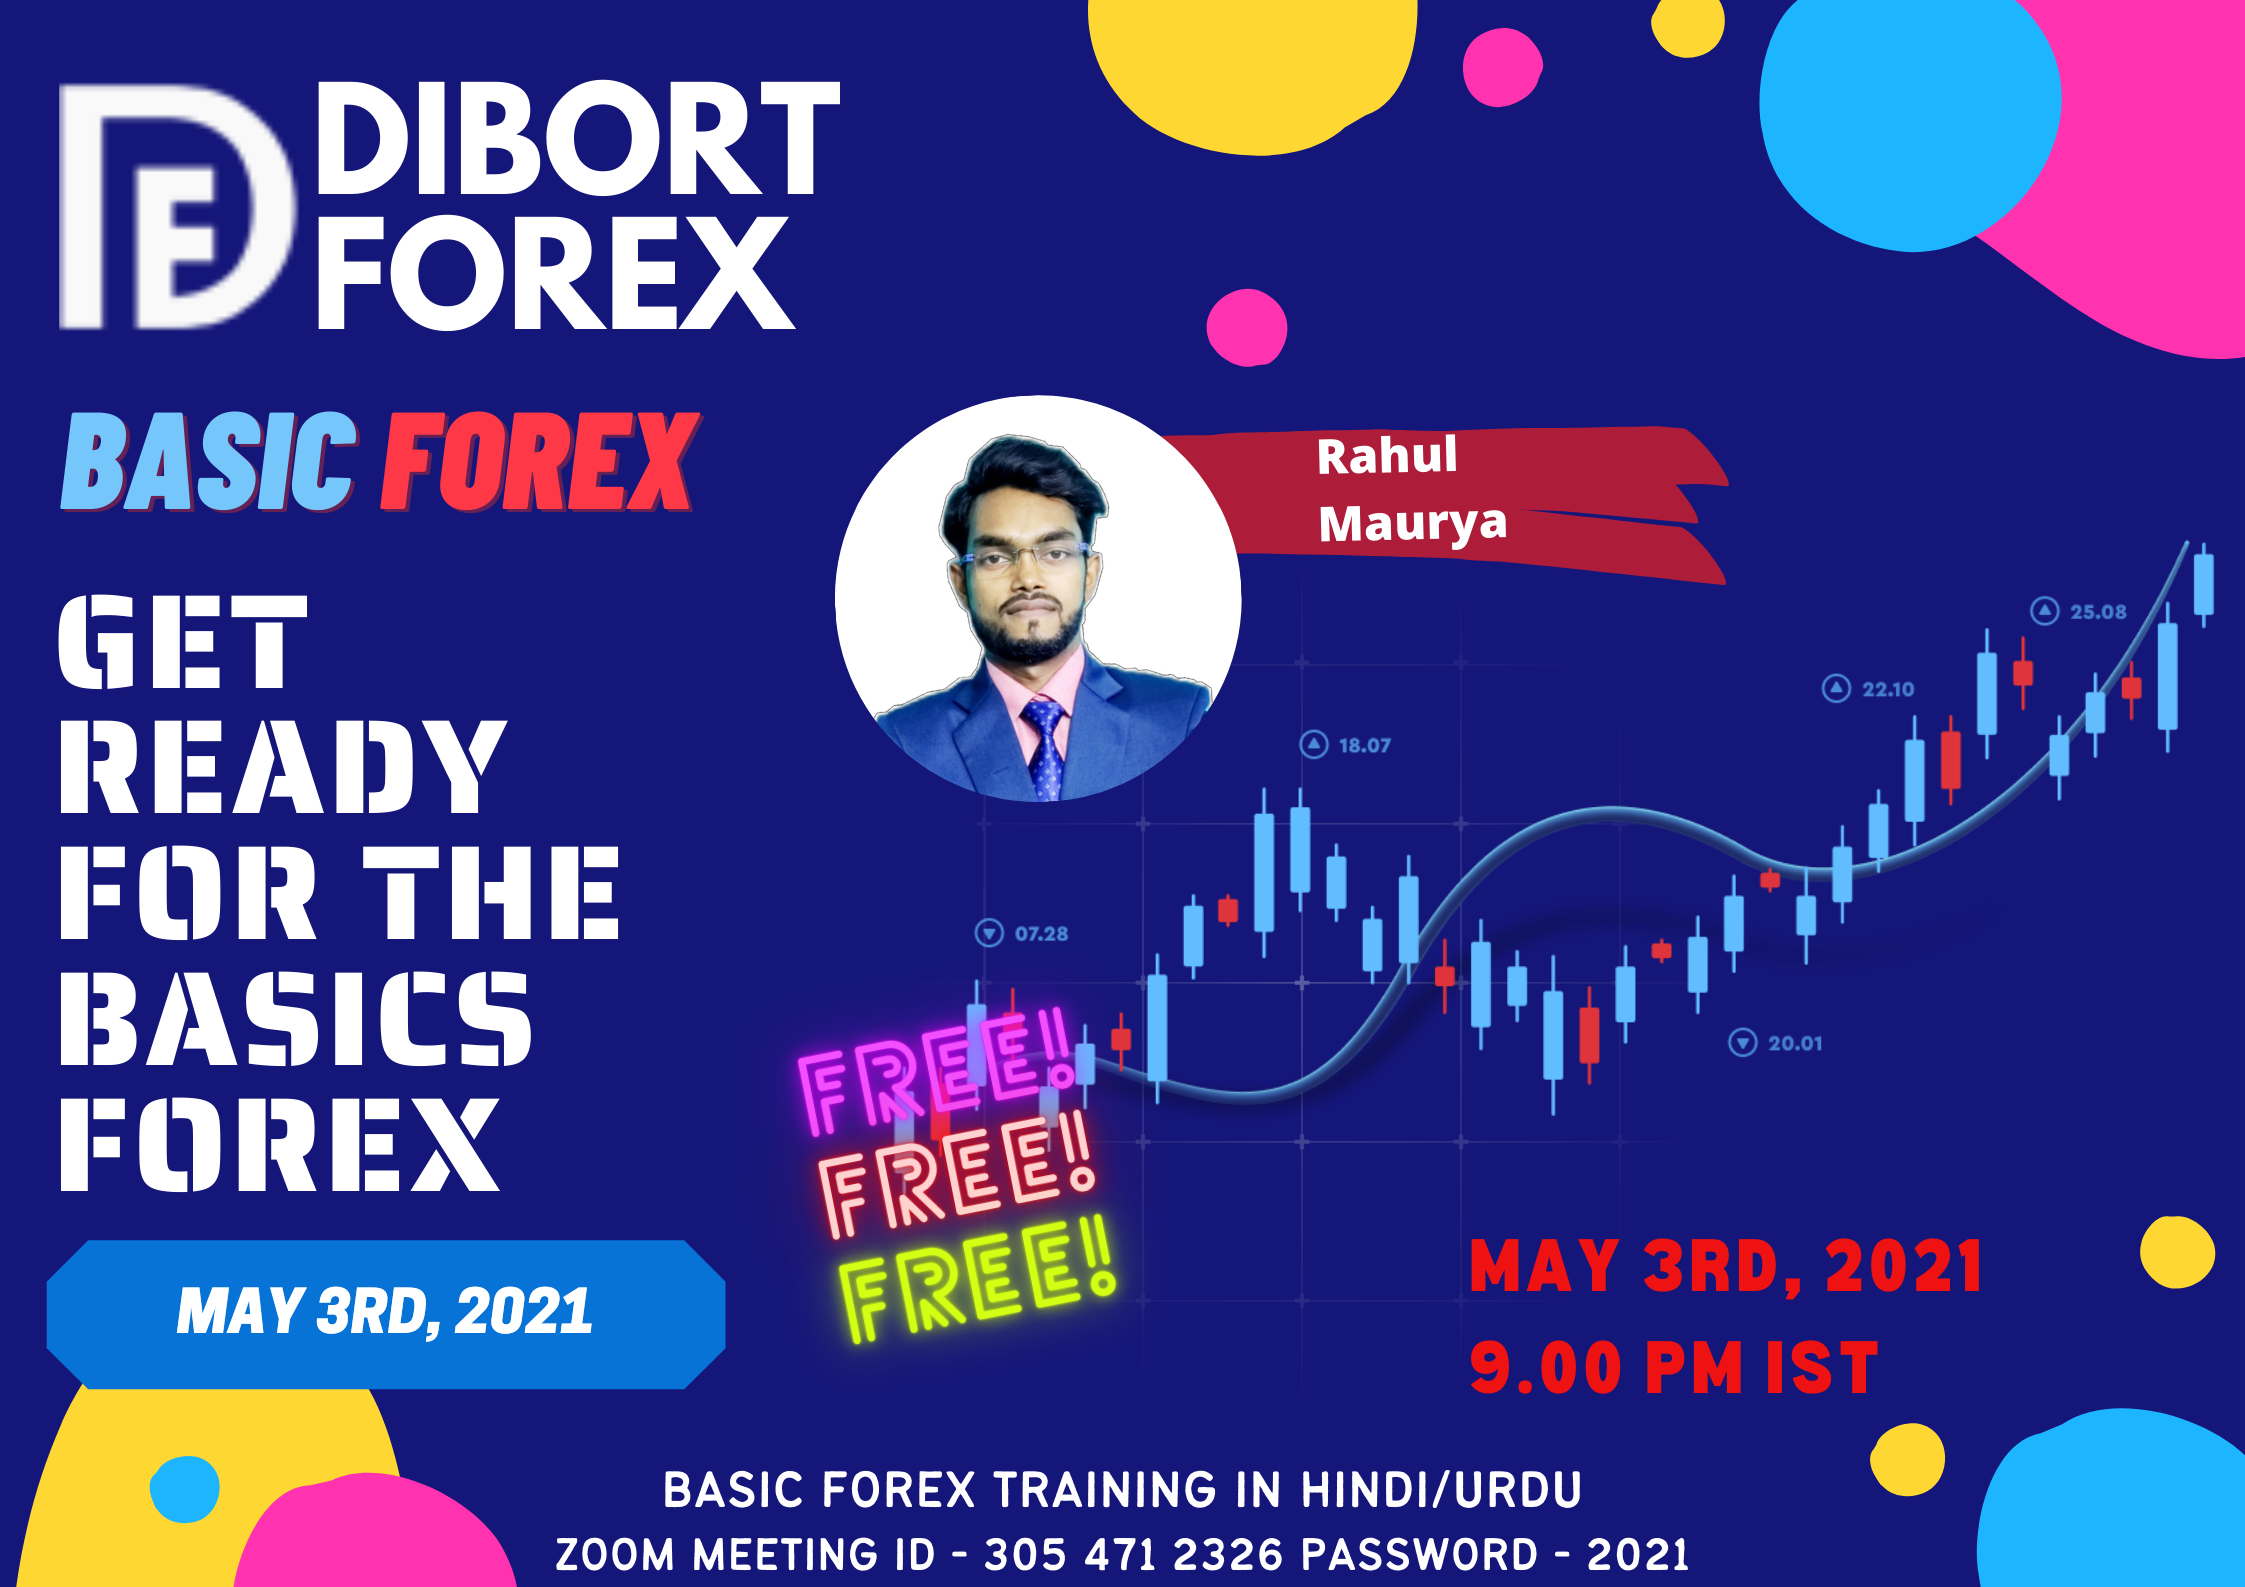 DIBORT
FOREX
BASIC FOREX
GET
READY
FOR THE
BASICS
FOREX
MAY 3RD, 2021
Rahul
Maurya
25.08
22.10
18.07
07.28
20.01
FREE!
FREE!
FREE!
MAY 3RD, 2021
9.00 PM IST
BASIC FOREX TRAINING IN HINDI/URDU
ZOOM MEETING ID - 305 471 2326 PASSWORD - 2021